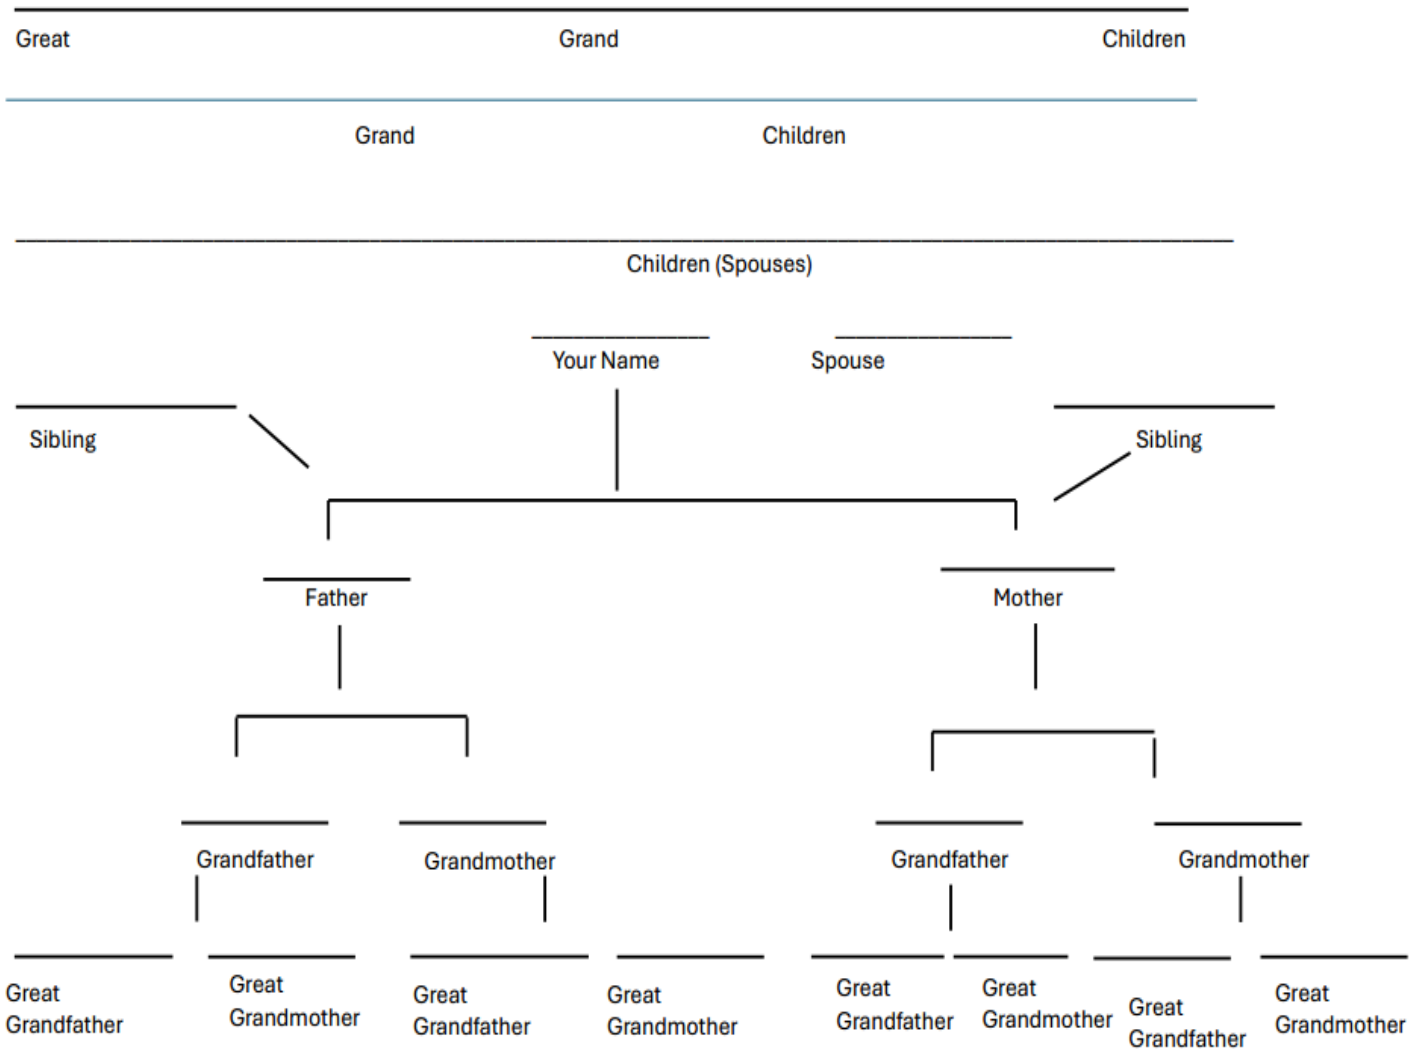 Great Grand Children
Grand Children
Children (Spouses)
Your Name Spouse
Sibling Sibling
Father Mother
Grandfather Grandmother Grandfather Grandmother
Great Grandfather
Great Grandmother
Great Grandfather
Great Grandmother
Great Grandfather
Great Grandmother
Great Grandfather
Great Grandmother